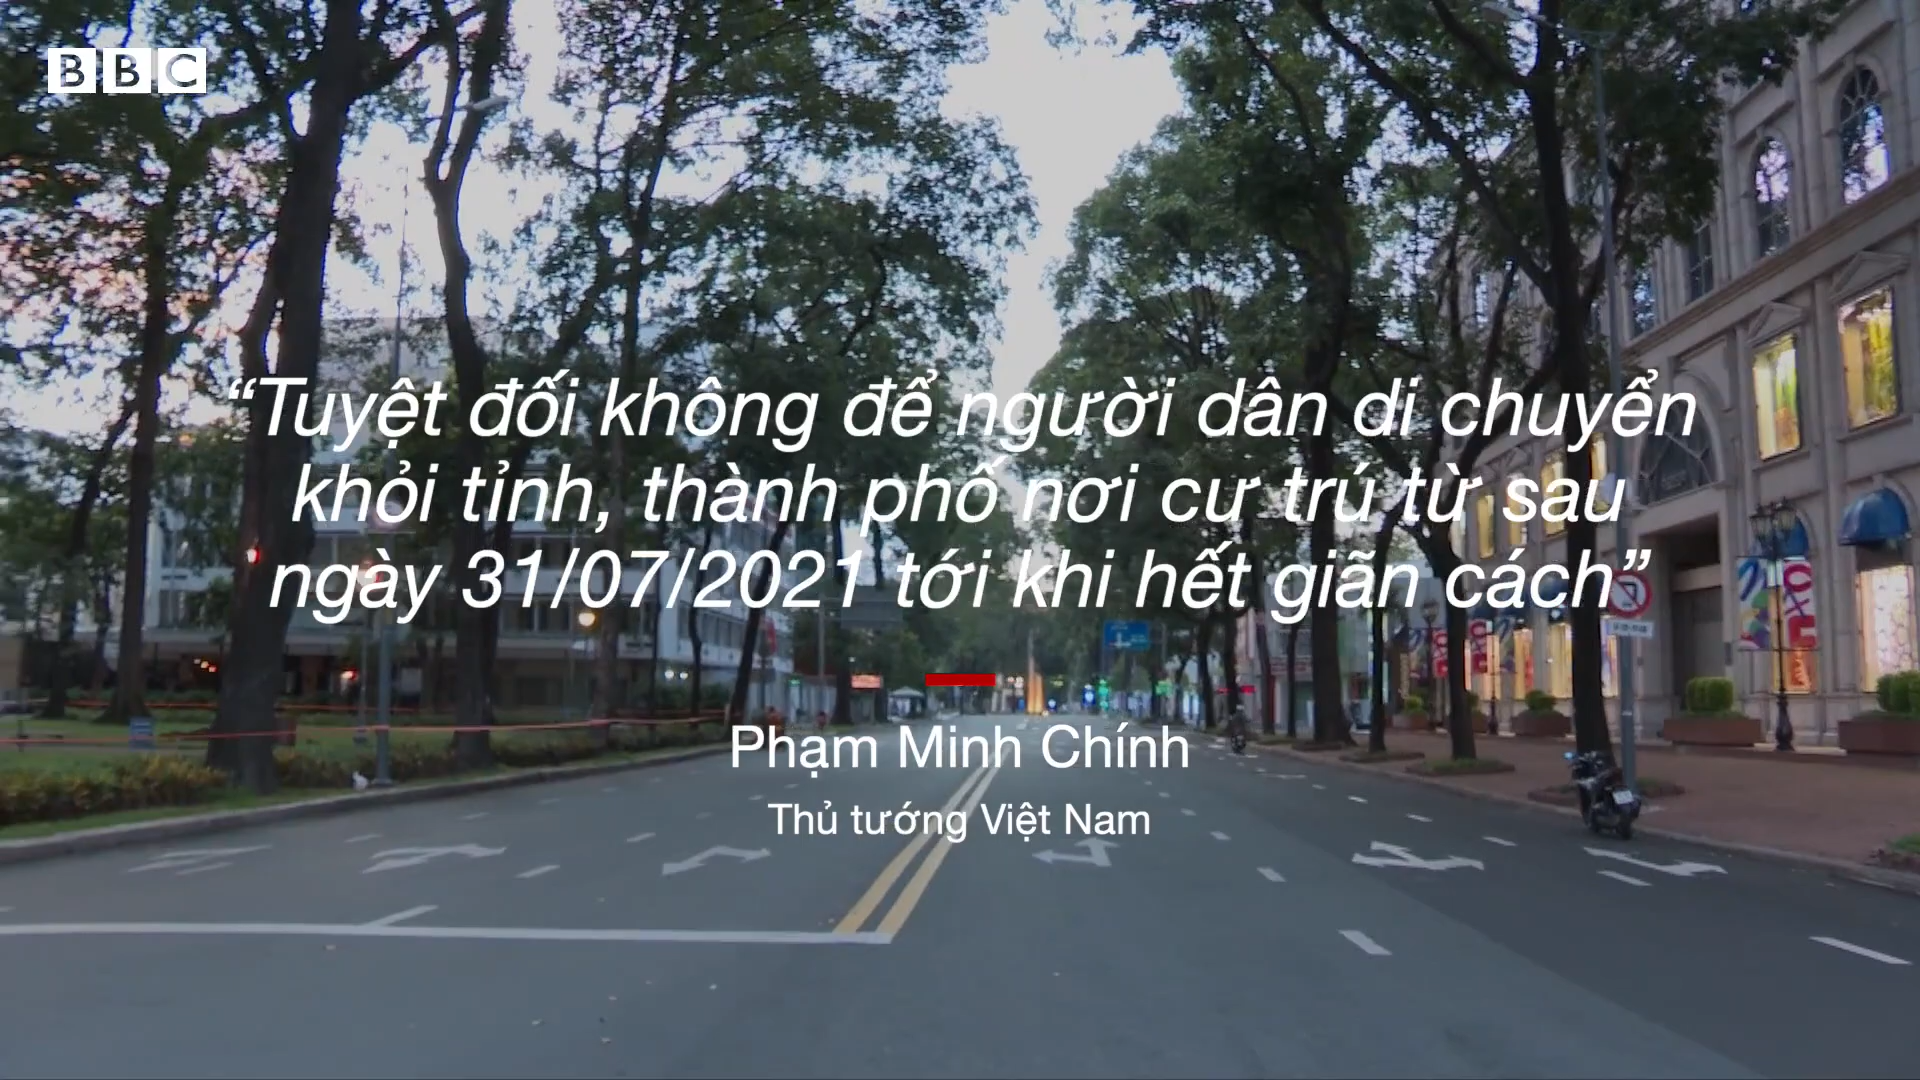 BBC
“Tuyệt đối không để người dân di chuyển
khỏi tỉnh, thành phố nơi cư trú từ sau
ngày 31/07/2021 tới khi hết giãn cách”
Phạm Minh Chính
Thủ tướng Việt Nam